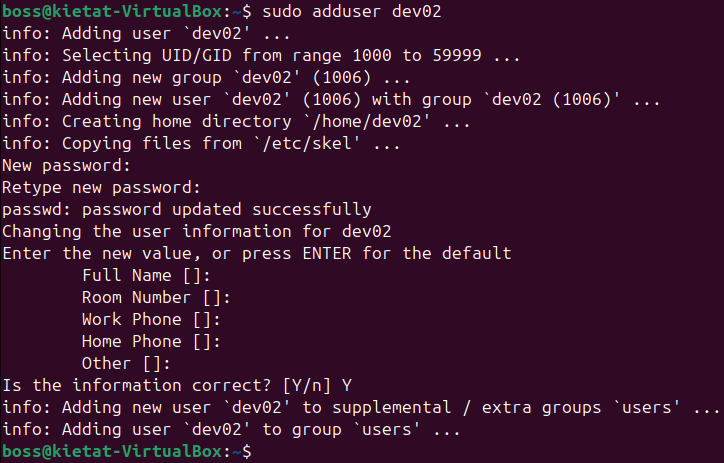 boss@kietat-VirtualBox:~$ sudo adduser dev02
info: Adding user `dev02' ...
info: Selecting UID/GID from range 1000 to 59999 ...
info: Adding new group `dev02' (1006) ...
info: Adding new user `dev02' (1006) with group `dev02 (1006)' ...
info: Creating home directory `/home/dev02' ...
info: Copying files from `/etc/skel' ...
New password:
Retype new password:
passwd: password updated successfully
Changing the user information for dev02
Enter the new value, or press ENTER for the default
        Full Name []:
        Room Number []:
        Work Phone []:
        Home Phone []:
        Other []:
Is the information correct? [Y/n] Y
info: Adding new user `dev02' to supplemental / extra groups `users' ...
info: Adding user `dev02' to group `users' ...
boss@kietat-VirtualBox:~$